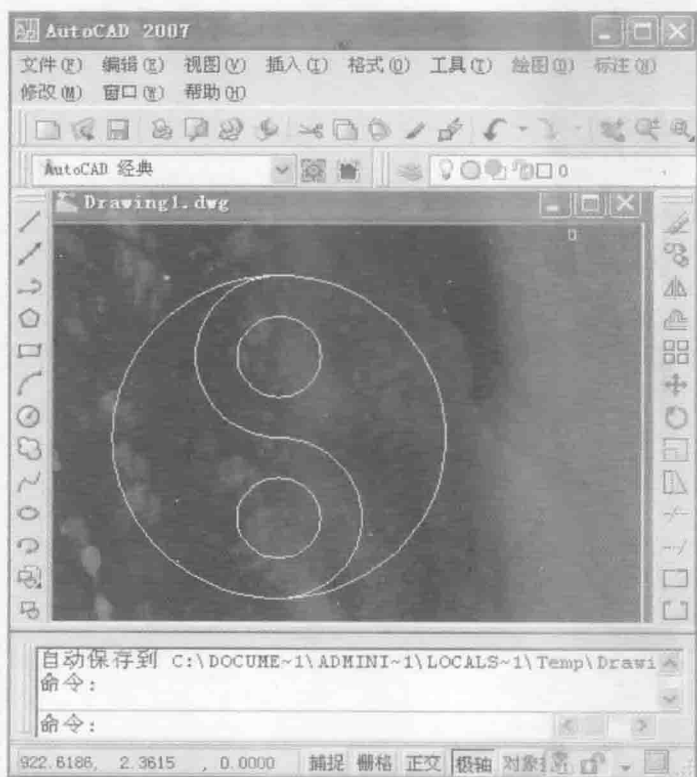 AutoCAD 2007
文件(F) 编辑(E) 视图(V) 插入(I) 格式(O) 工具(T) 绘图(D) 标注(N)
修改(M) 窗口(W) 帮助(H)
AutoCAD 经典 0
Drawing1.dwg
自动保存到 C:\DOCUME~1\ADMINI~1\LOCALS~1\Temp\Drawi
命令:
命令:
922.6186, 2.3615 , 0.0000 捕捉 栅格 正交 极轴